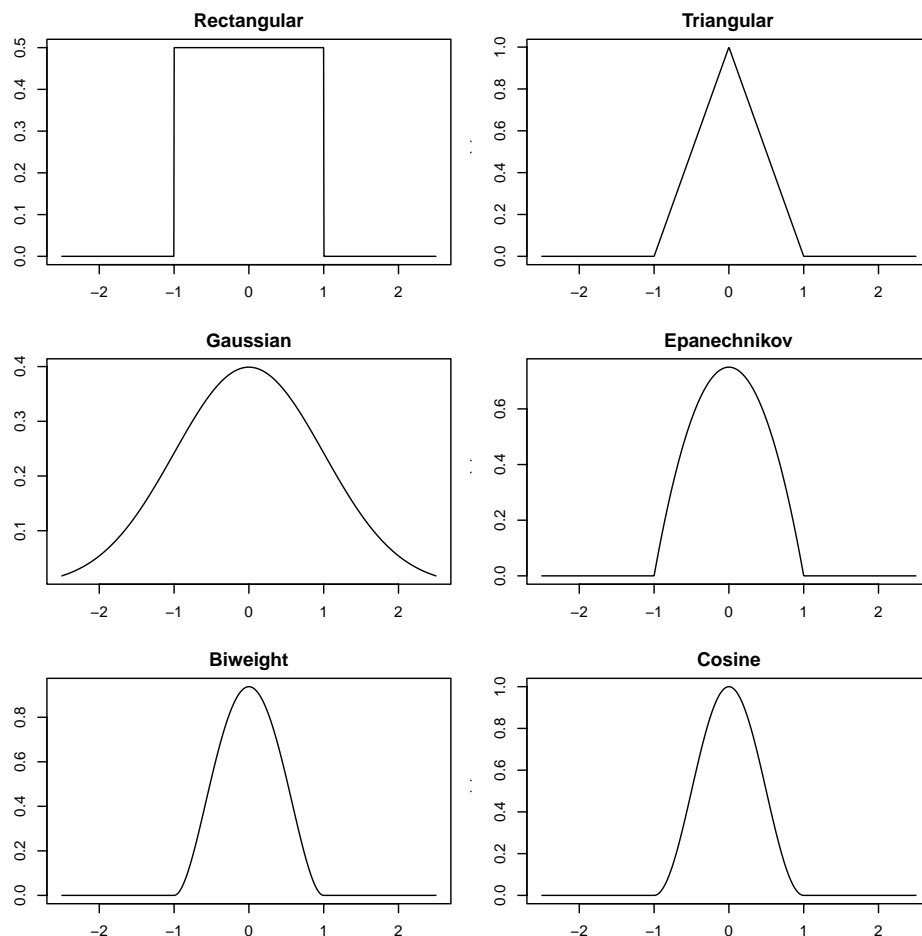 Rectangular
0.0 0.1 0.2 0.3 0.4 0.5
−2 −1 0 1 2
Triangular
0.0 0.2 0.4 0.6 0.8 1.0
−2 −1 0 1 2
Gaussian
0.1 0.2 0.3 0.4
−2 −1 0 1 2
Epanechnikov
0.0 0.2 0.4 0.6
−2 −1 0 1 2
Biweight
0.0 0.2 0.4 0.6 0.8
−2 −1 0 1 2
Cosine
0.0 0.2 0.4 0.6 0.8 1.0
−2 −1 0 1 2